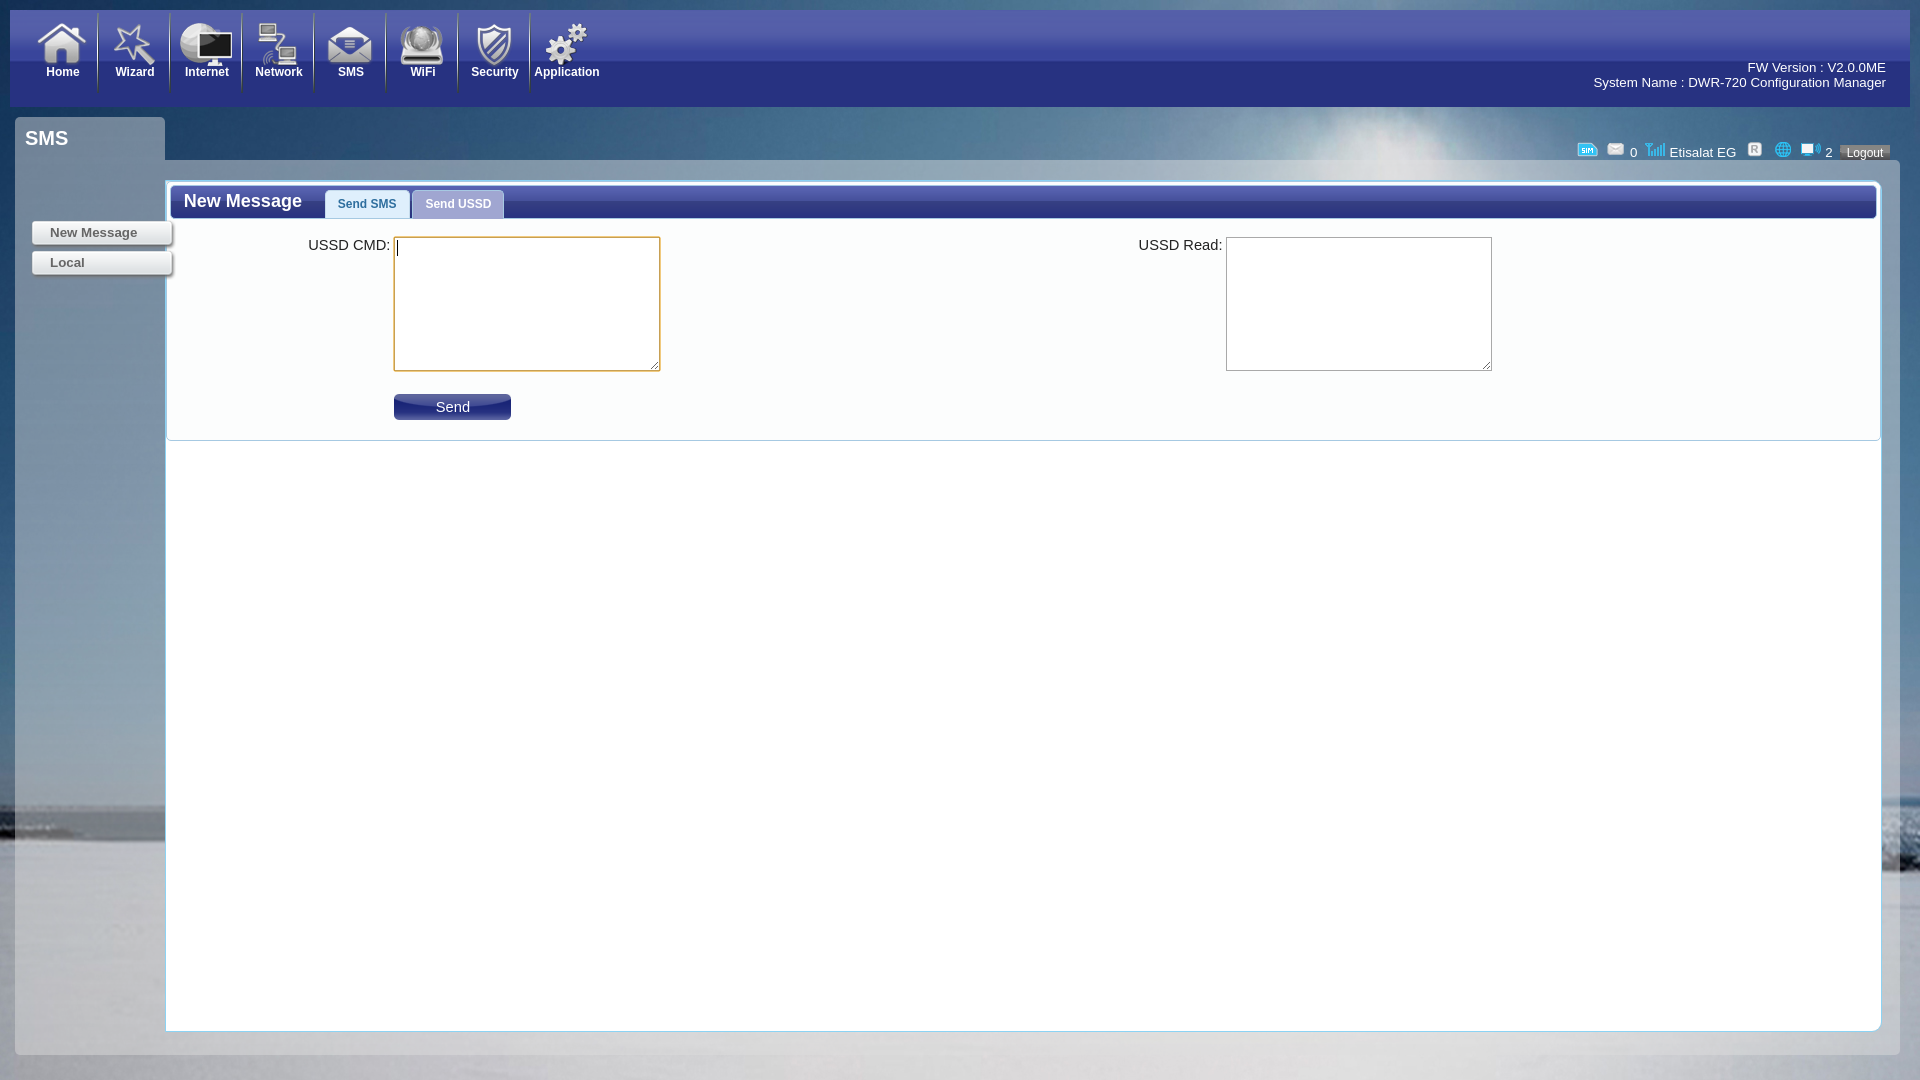 Home
Wizard
Internet
Network
SMS
WiFi
Security
Application
FW Version : V2.0.0ME
System Name : DWR-720 Configuration Manager
SMS
SIM
0
Etisalat EG
R
2
Logout
New Message
Send SMS
Send USSD
New Message
Local
USSD CMD:
USSD Read:
Send